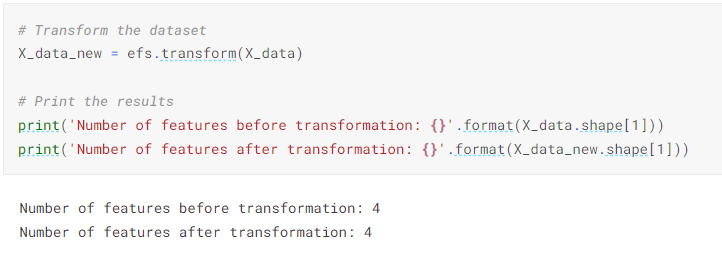 # Transform the dataset
X_data_new = efs.transform(X_data)
# Print the results
print('Number of features before transformation: {}'.format(X_data.shape[1]))
print('Number of features after transformation: {}'.format(X_data_new.shape[1]))
Number of features before transformation: 4
Number of features after transformation: 4